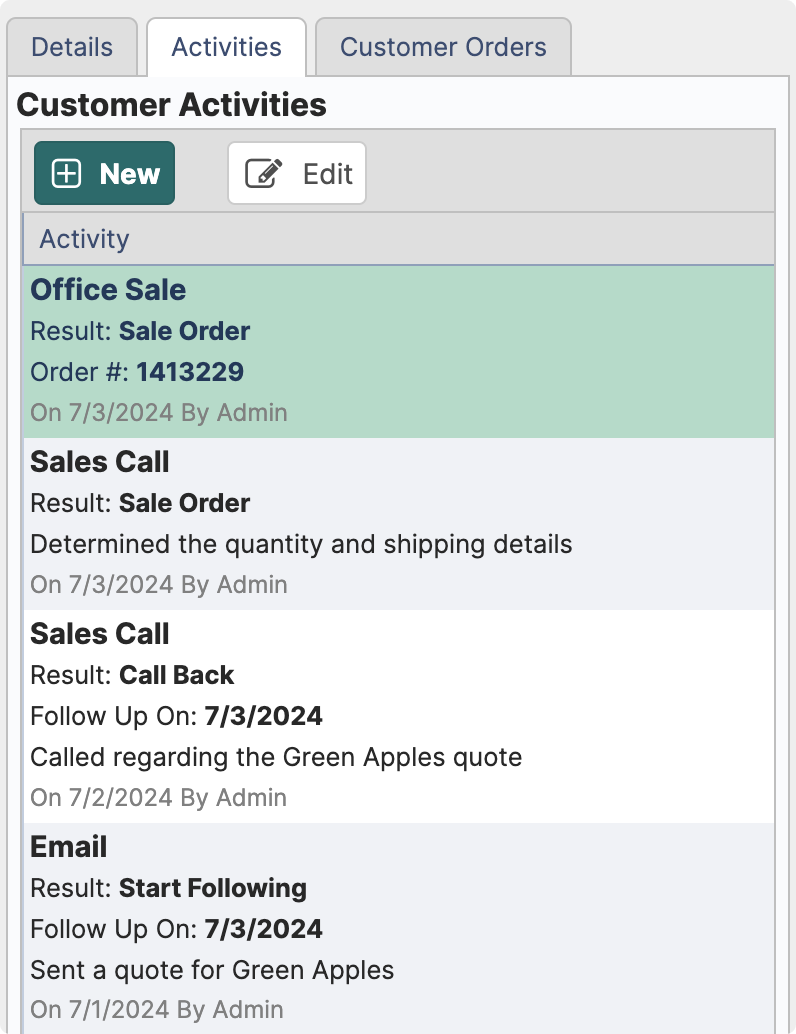 Details Activities Customer Orders
Customer Activities
New Edit
Activity
Office Sale
Result: Sale Order
Order #: 1413229
On 7/3/2024 By Admin
Sales Call
Result: Sale Order
Determined the quantity and shipping details
On 7/3/2024 By Admin
Sales Call
Result: Call Back
Follow Up On: 7/3/2024
Called regarding the Green Apples quote
On 7/2/2024 By Admin
Email
Result: Start Following
Follow Up On: 7/3/2024
Sent a quote for Green Apples
On 7/1/2024 By Admin